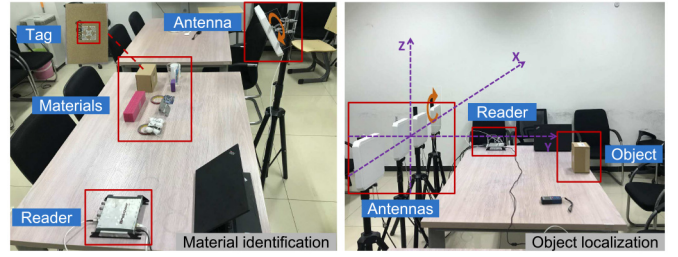 Tag
Antenna
Materials
Reader
Material identification
Z
X
Reader
Y
Object
Antennas
Object localization